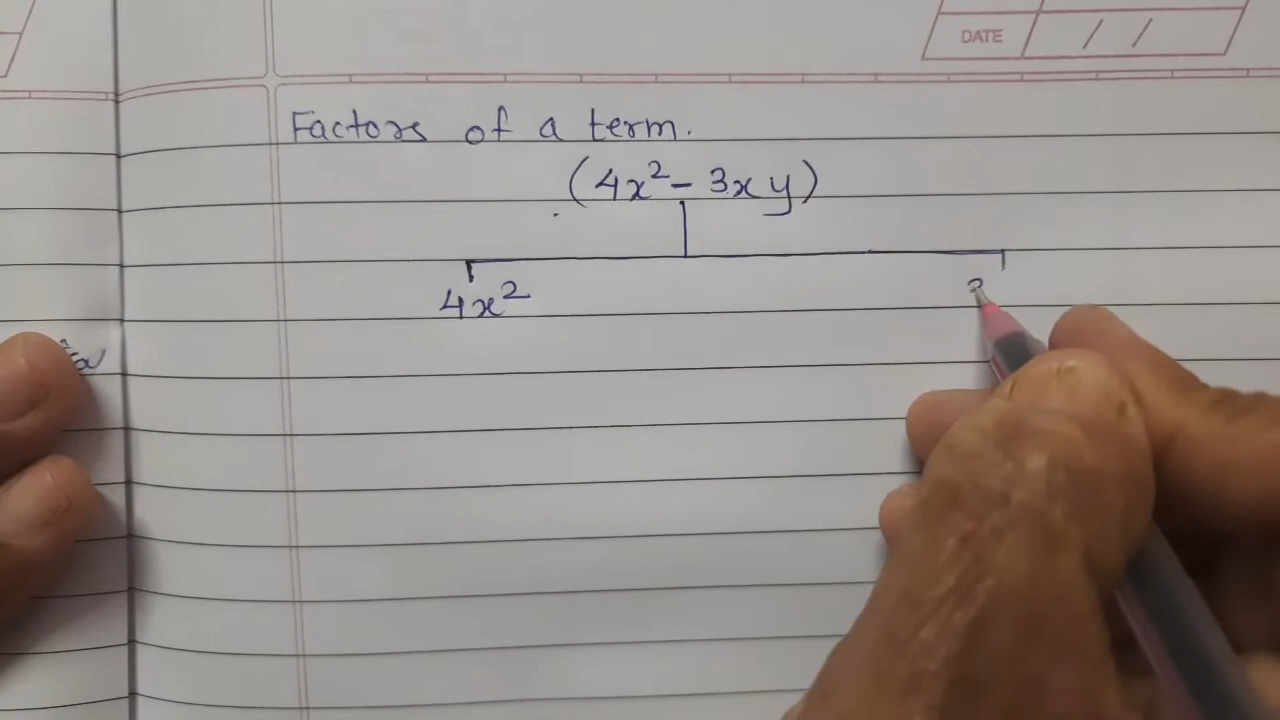 DATE / /
Factors of a term.
(4x² - 3xy)
4x²